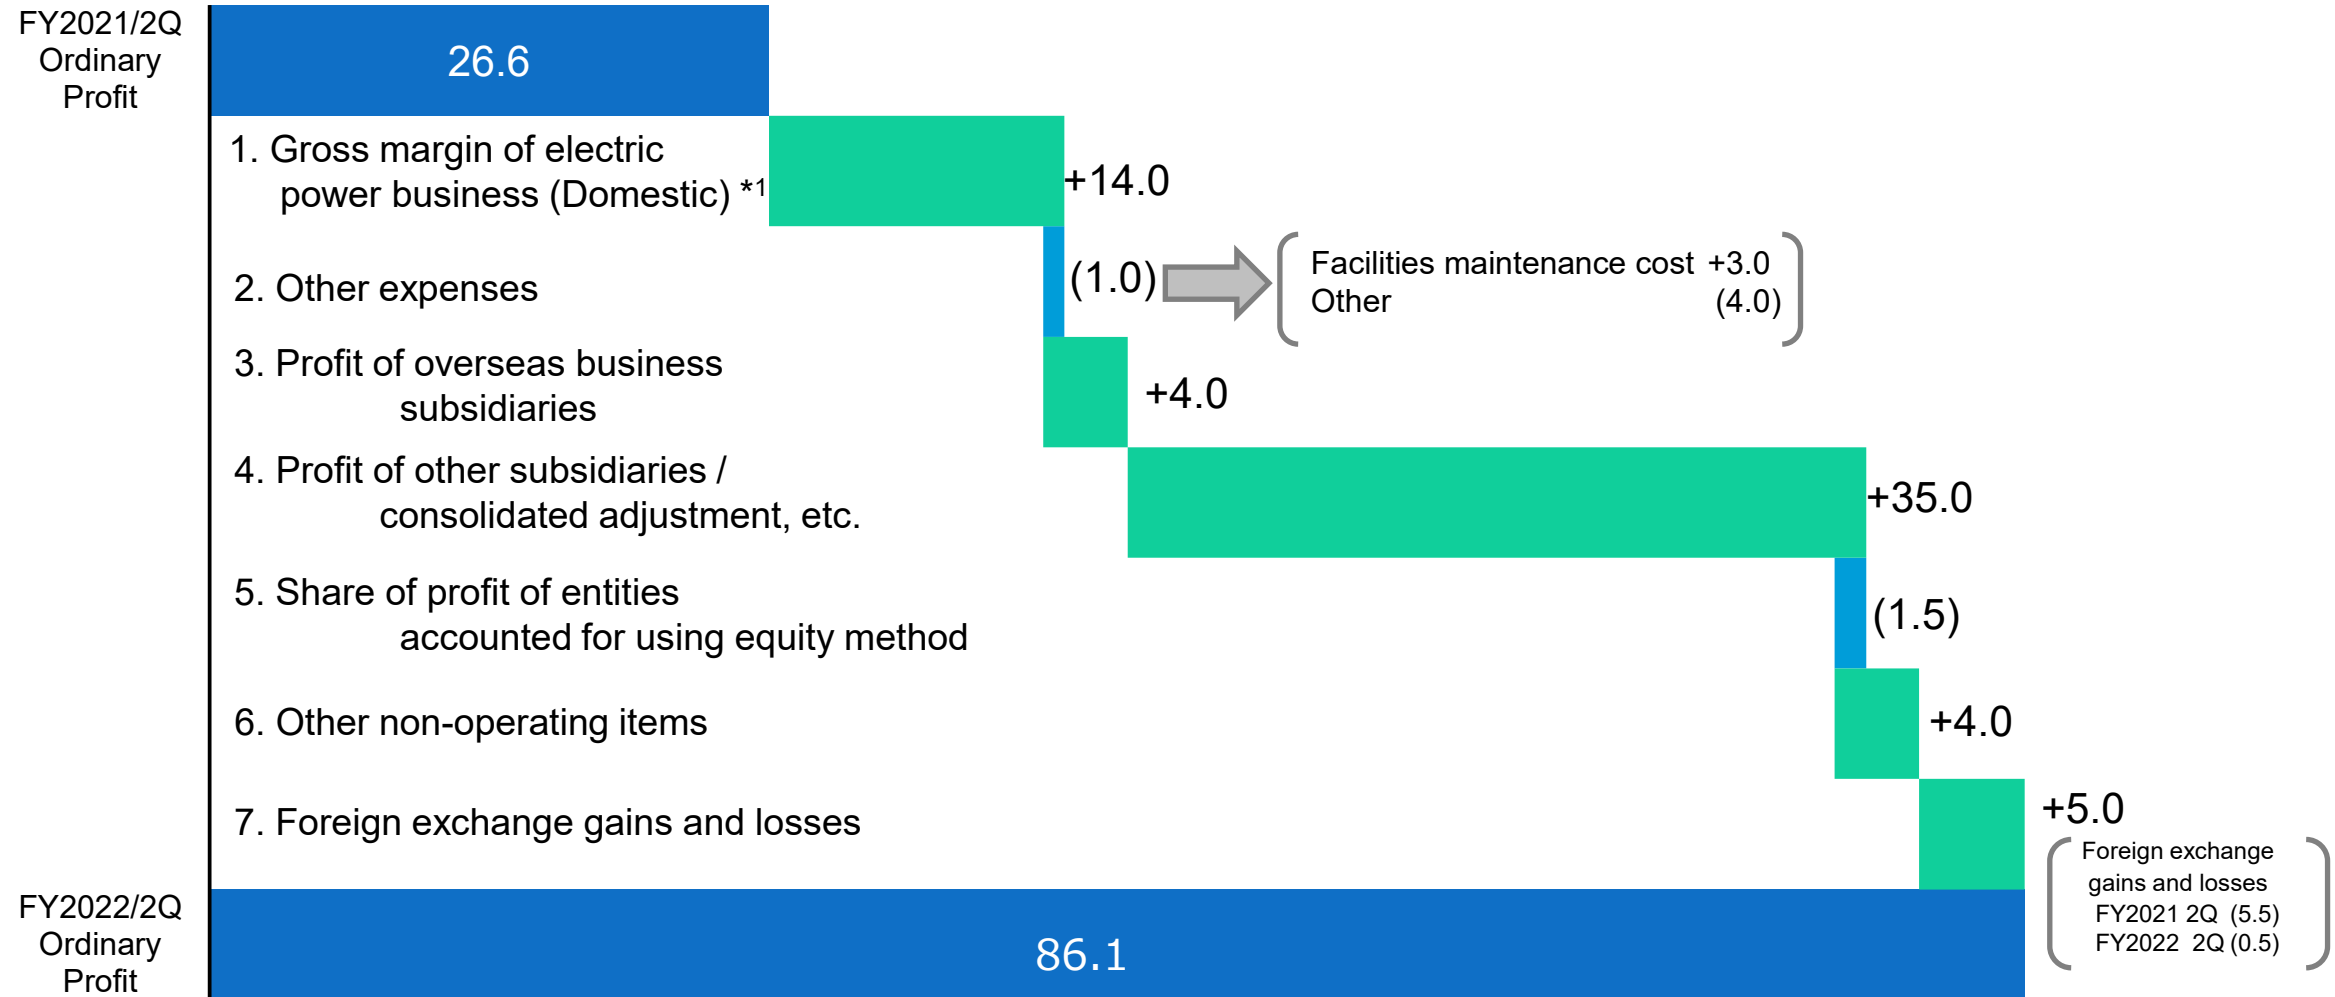 FY2021/2Q
Ordinary
Profit
26.6
1. Gross margin of electric
power business (Domestic) *1
+14.0
2. Other expenses
(1.0)
Facilities maintenance cost +3.0
Other (4.0)
3. Profit of overseas business
subsidiaries
+4.0
4. Profit of other subsidiaries /
consolidated adjustment, etc.
+35.0
5. Share of profit of entities
accounted for using equity method
(1.5)
6. Other non-operating items
+4.0
7. Foreign exchange gains and losses
+5.0
Foreign exchange
gains and losses
FY2021 2Q (5.5)
FY2022 2Q (0.5)
FY2022/2Q
Ordinary
Profit
86.1